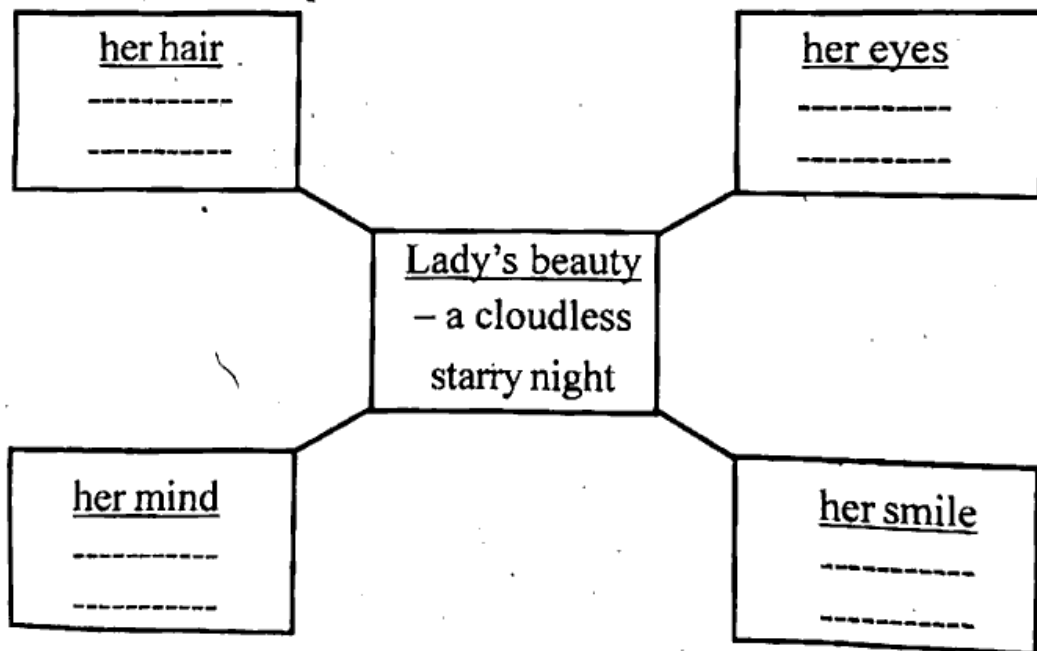 her hair
her eyes
Lady's beauty
– a cloudless
starry night
her mind
her smile